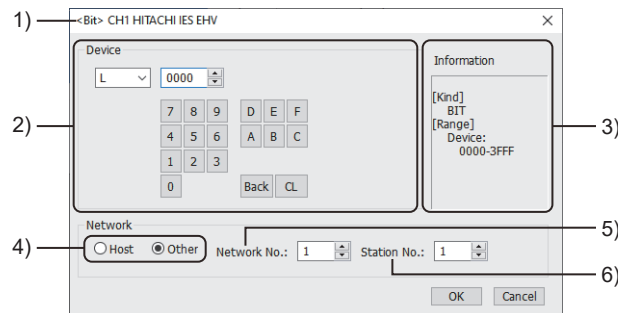 1) <Bit> CH1 HITACHI IES EHV
Device
L 0000
7 8 9 D E F
2) 4 5 6 A B C
1 2 3
0 Back CL
Information
[Kind]
BIT
[Range]
Device:
0000-3FFF
3)
Network
4) Host Other Network No.: 1 Station No.: 1
5)
6)
OK Cancel